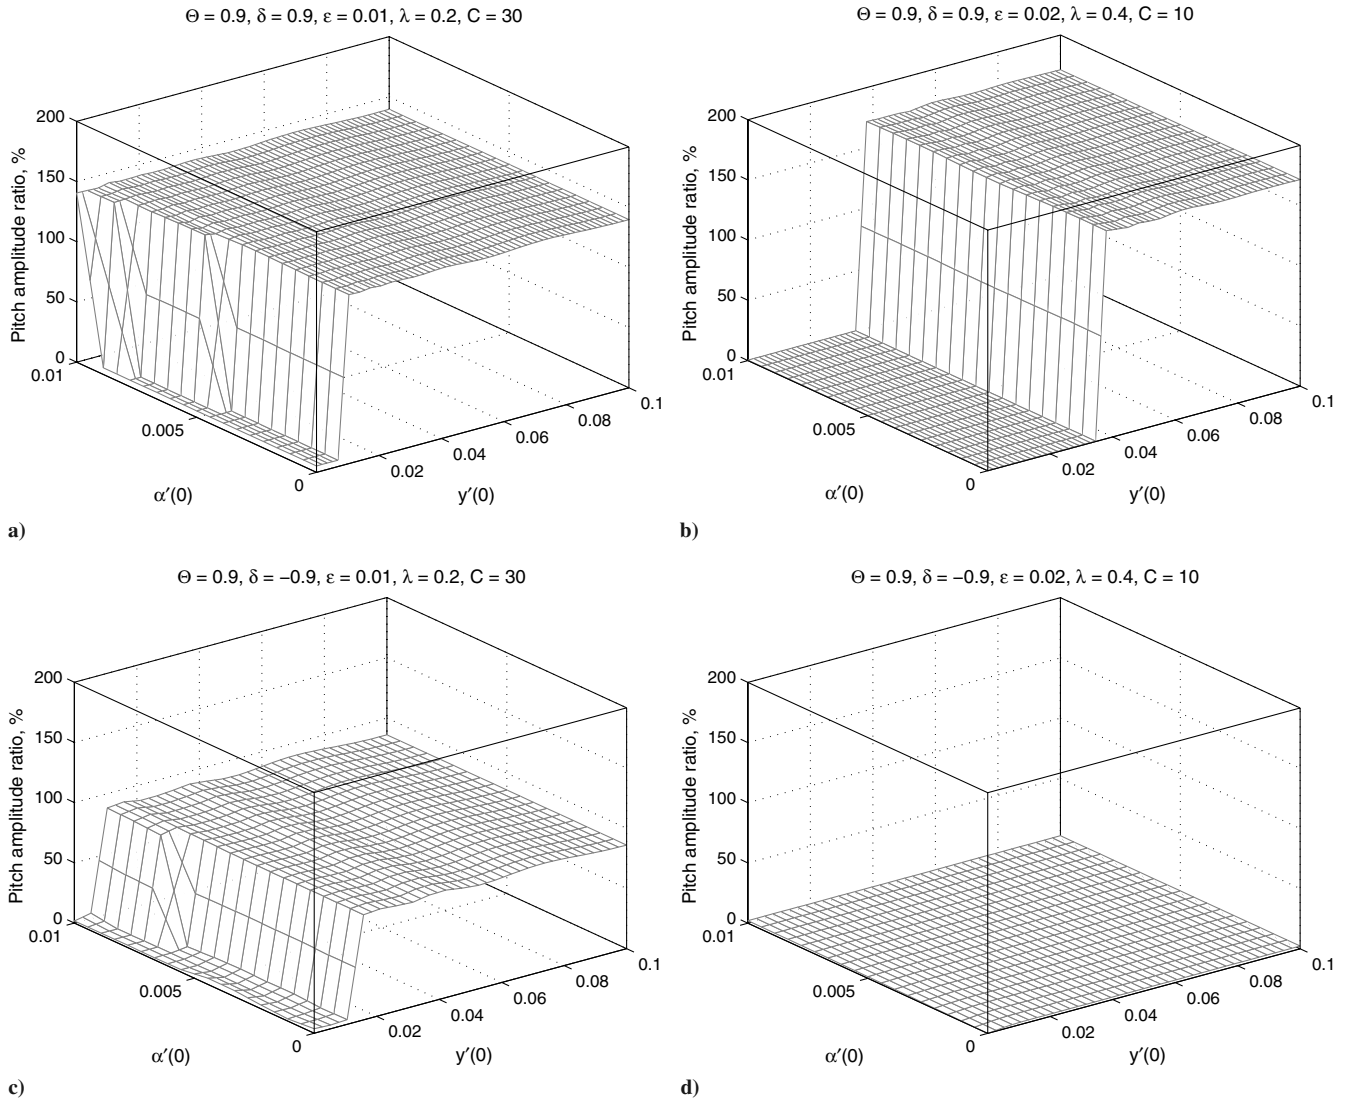 Θ = 0.9, δ = 0.9, ε = 0.01, λ = 0.2, C = 30
200
150
100
50
0
Pitch amplitude ratio, %
0.01
0.005
0
α′(0)
0.02
0.04
0.06
0.08
0.1
y′(0)
a)
Θ = 0.9, δ = 0.9, ε = 0.02, λ = 0.4, C = 10
200
150
100
50
0
Pitch amplitude ratio, %
0.01
0.005
0
α′(0)
0.02
0.04
0.06
0.08
0.1
y′(0)
b)
Θ = 0.9, δ = −0.9, ε = 0.01, λ = 0.2, C = 30
200
150
100
50
0
Pitch amplitude ratio, %
0.01
0.005
0
α′(0)
0.02
0.04
0.06
0.08
0.1
y′(0)
c)
Θ = 0.9, δ = −0.9, ε = 0.02, λ = 0.4, C = 10
200
150
100
50
0
Pitch amplitude ratio, %
0.01
0.005
0
α′(0)
0.02
0.04
0.06
0.08
0.1
y′(0)
d)